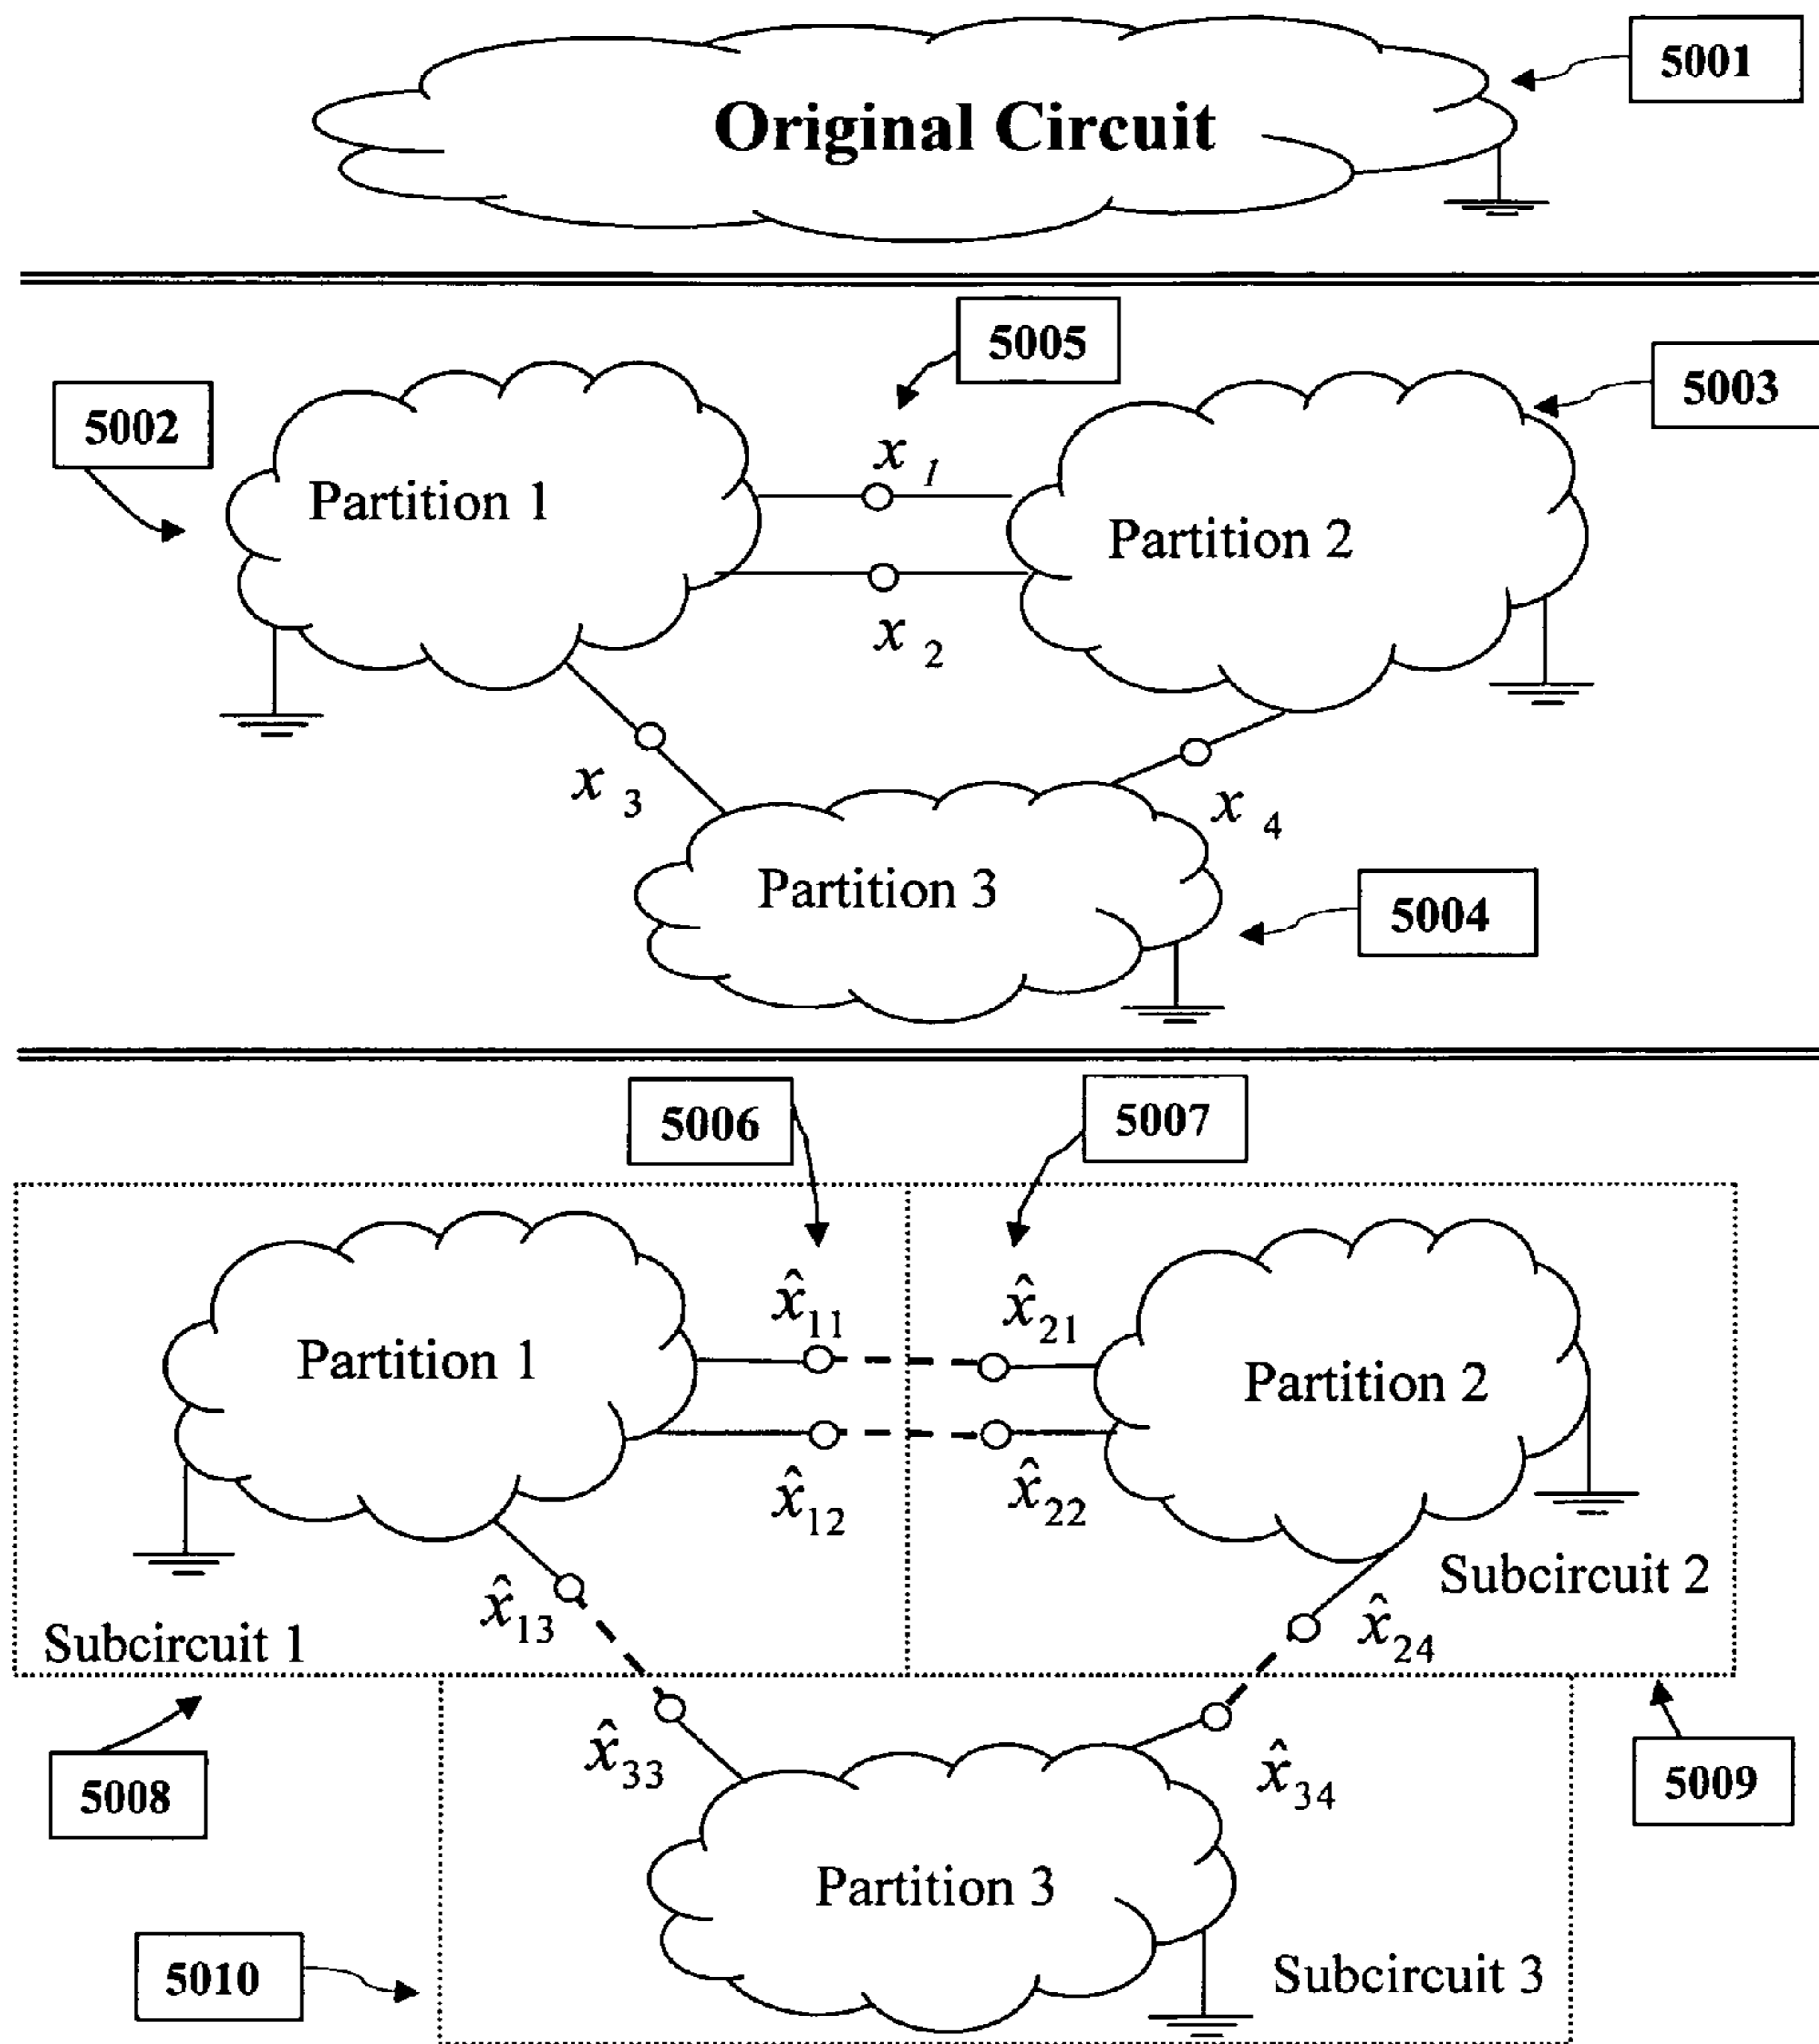 5001
Original Circuit
5005
5003
5002
x 1
Partition 1
Partition 2
x 2
x 3
x 4
Partition 3
5004
5006
5007
x̂11
x̂21
Partition 1
Partition 2
x̂12
x̂22
Subcircuit 2
x̂13
x̂24
Subcircuit 1
x̂33
x̂34
5008
5009
Partition 3
5010
Subcircuit 3